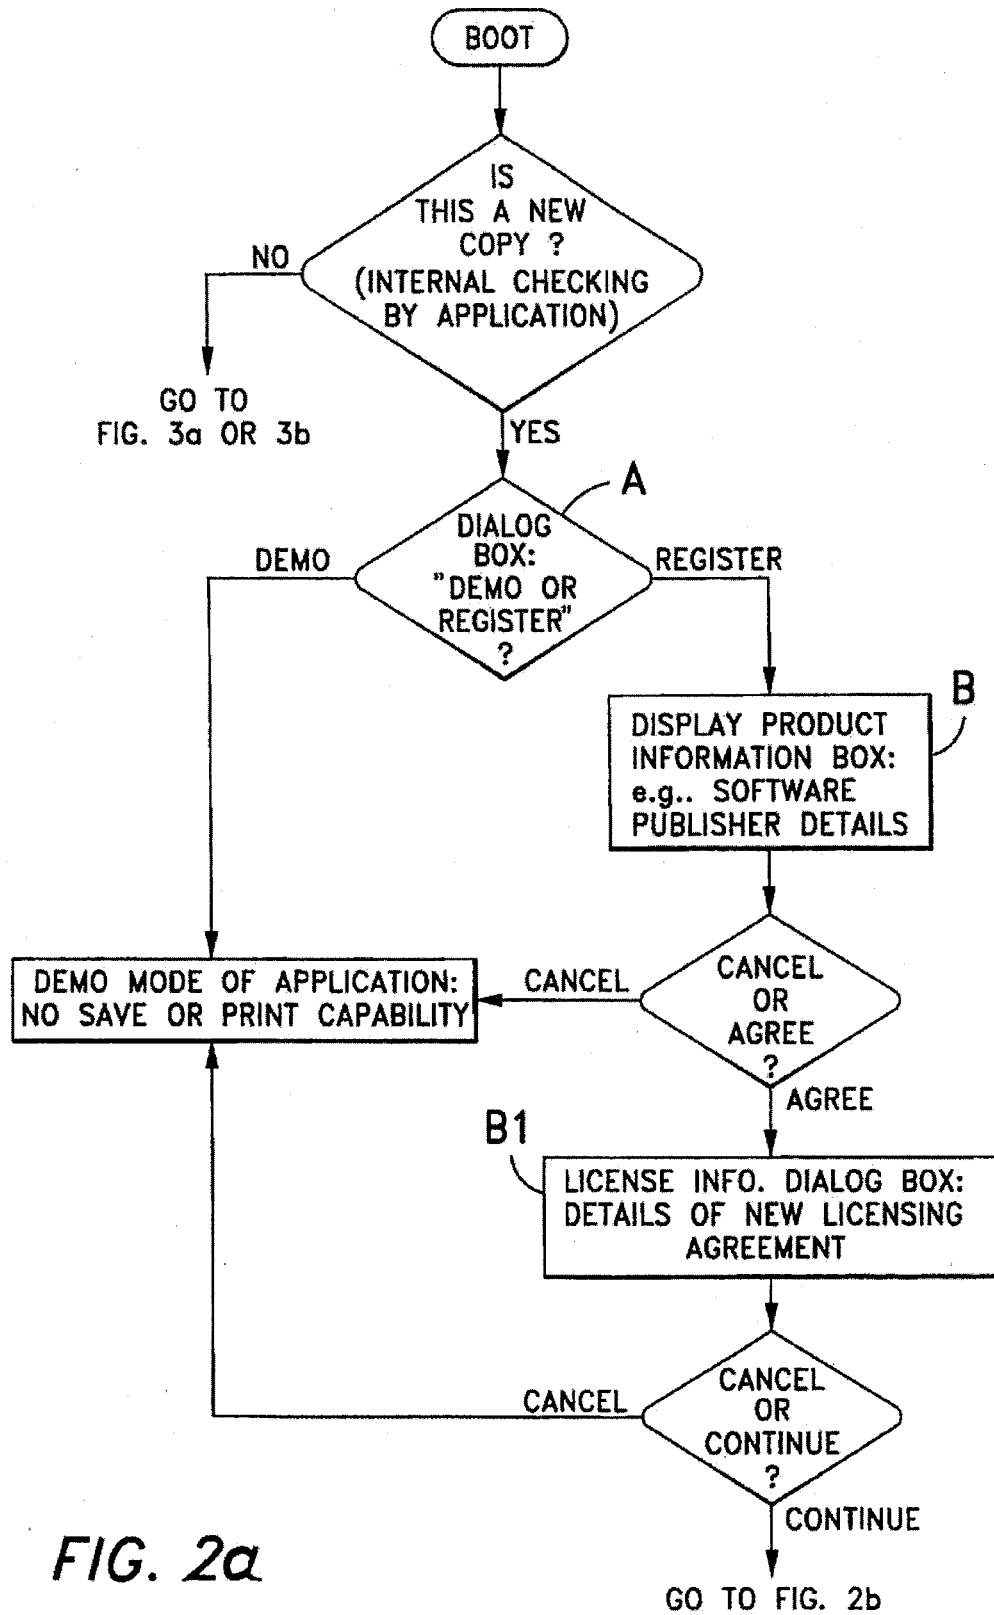 BOOT
IS
THIS A NEW
COPY ?
(INTERNAL CHECKING
BY APPLICATION)
NO
GO TO
FIG. 3a OR 3b
YES
A
DIALOG
BOX:
"DEMO OR
REGISTER"
?
DEMO
REGISTER
B
DISPLAY PRODUCT
INFORMATION BOX:
e.g.. SOFTWARE
PUBLISHER DETAILS
DEMO MODE OF APPLICATION:
NO SAVE OR PRINT CAPABILITY
CANCEL
CANCEL
OR
AGREE
?
AGREE
B1
LICENSE INFO. DIALOG BOX:
DETAILS OF NEW LICENSING
AGREEMENT
CANCEL
CANCEL
OR
CONTINUE
?
CONTINUE
GO TO FIG. 2b
FIG. 2a